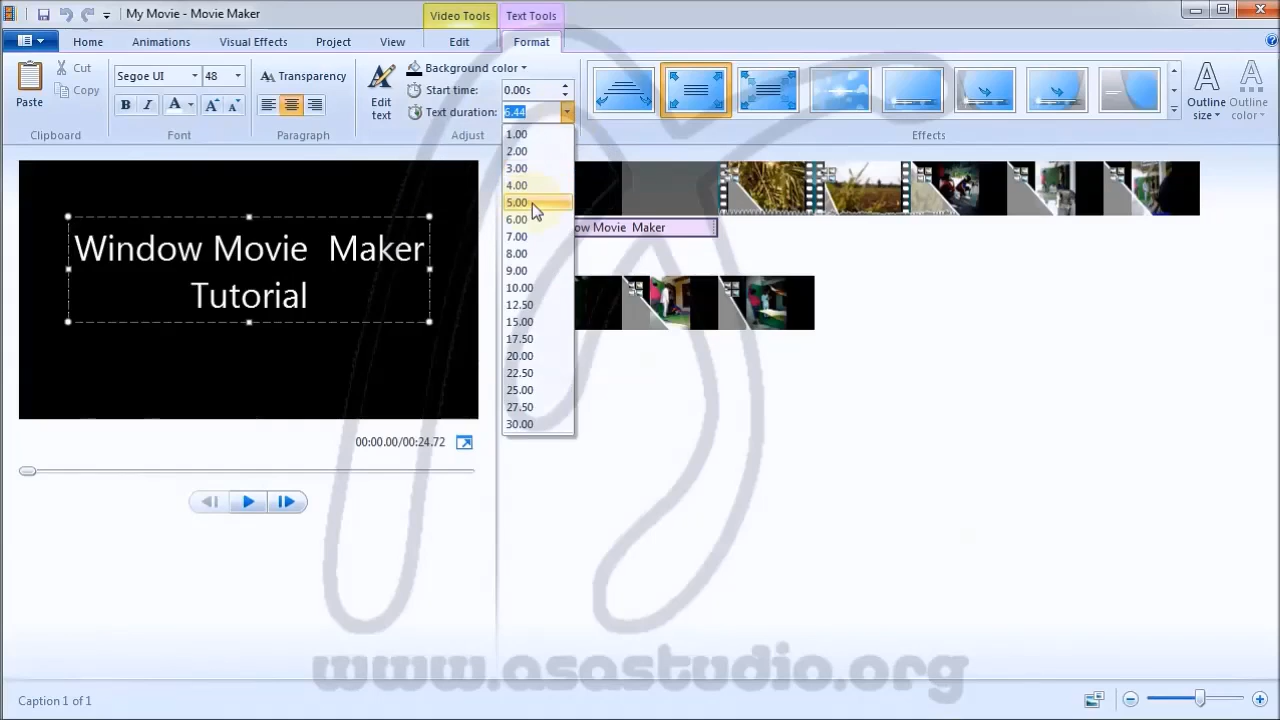 My Movie - Movie Maker
Video Tools
Text Tools
Home
Animations
Visual Effects
Project
View
Edit
Format
Paste
Cut
Copy
Clipboard
Segoe UI
48
B I A A A
Font
Transparency
Paragraph
Edit
text
Background color
Start time:
0.00s
Text duration:
6.44
Adjust
Effects
Outline
size
Outline
color
1.00
2.00
3.00
4.00
5.00
6.00
7.00
8.00
9.00
10.00
12.50
15.00
17.50
20.00
22.50
25.00
27.50
30.00
Window Movie Maker
Tutorial
ow Movie Maker
00:00.00/00:24.72
www.asastudio.org
Caption 1 of 1